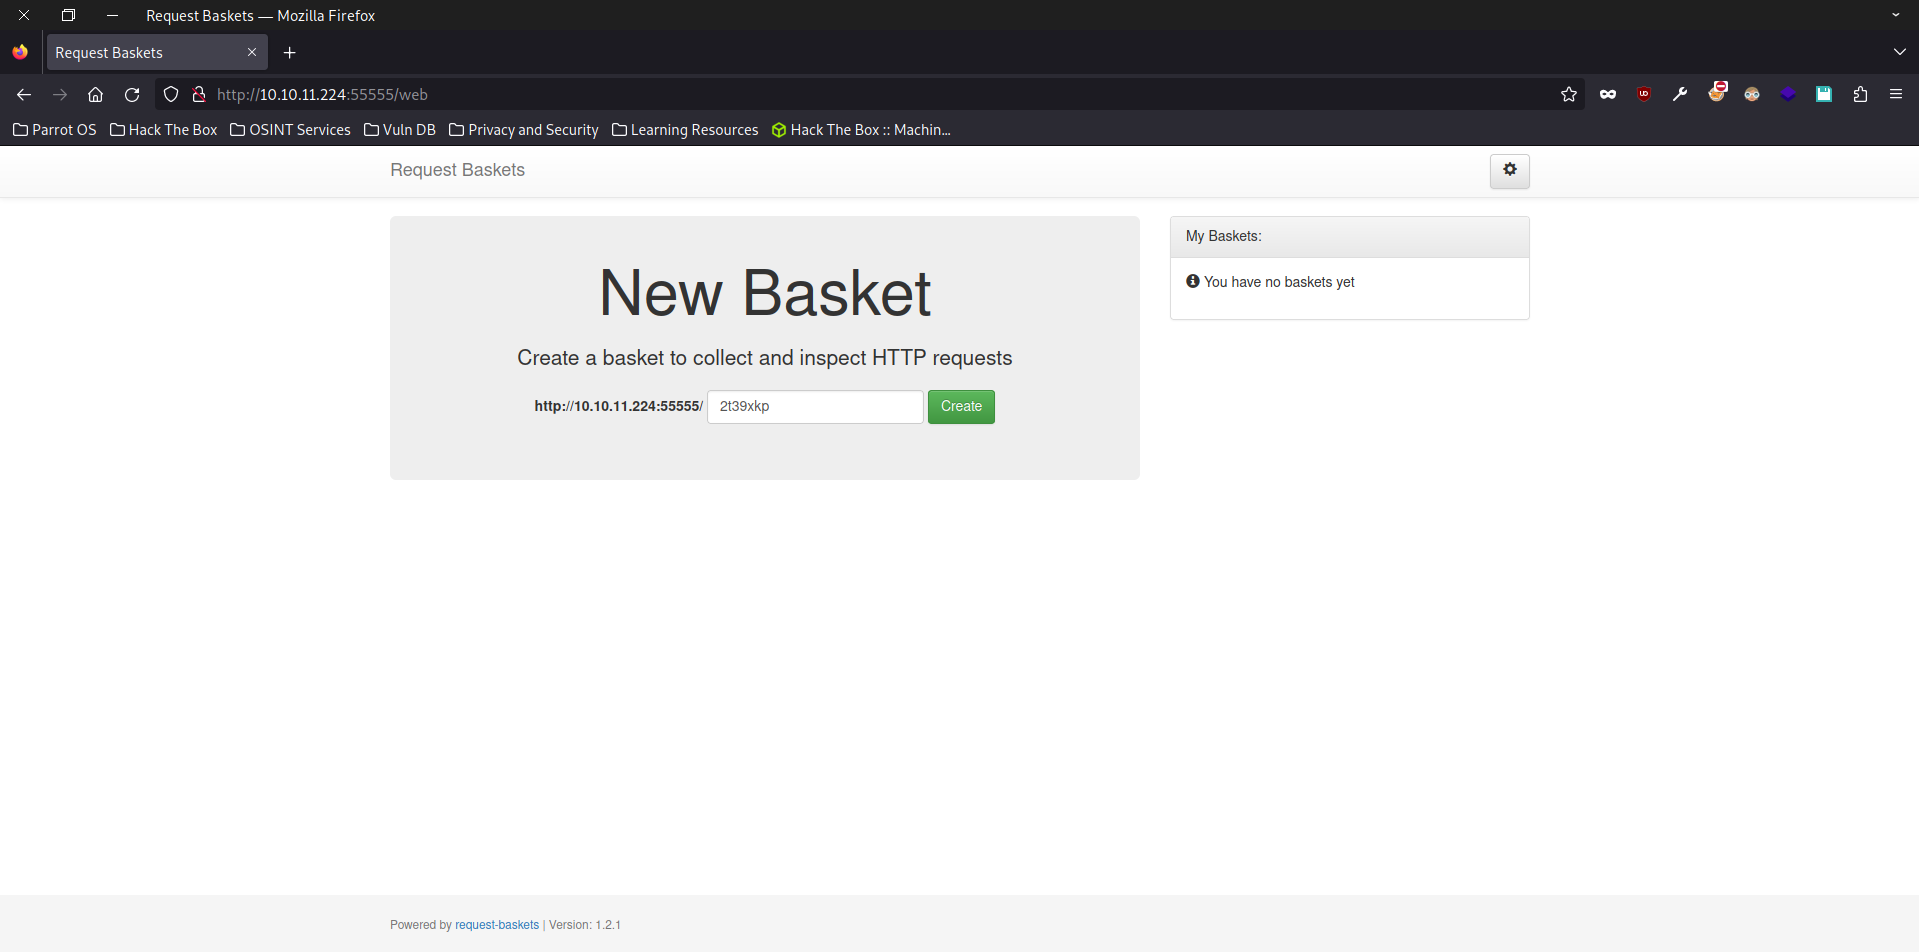 Request Baskets — Mozilla Firefox
Request Baskets
http://10.10.11.224:55555/web
Parrot OS Hack The Box OSINT Services Vuln DB Privacy and Security Learning Resources Hack The Box :: Machin...
Request Baskets
New Basket
Create a basket to collect and inspect HTTP requests
http://10.10.11.224:55555/ 2t39xkp Create
My Baskets:
You have no baskets yet
Powered by request-baskets | Version: 1.2.1